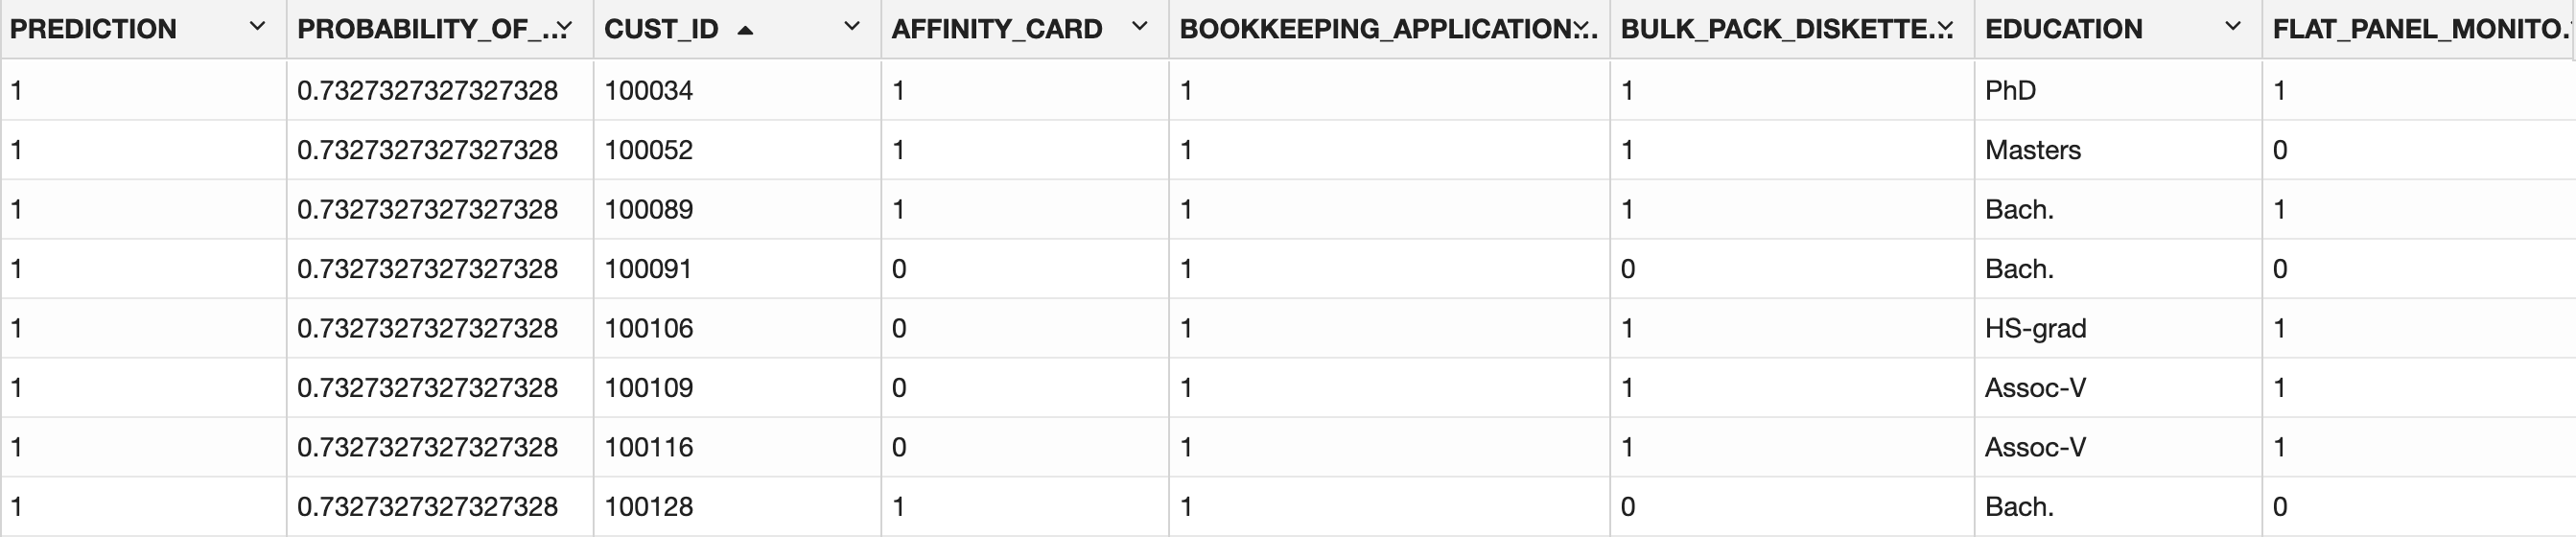 PREDICTION PROBABILITY_OF_... CUST_ID AFFINITY_CARD BOOKKEEPING_APPLICATION... BULK_PACK_DISKETTE... EDUCATION FLAT_PANEL_MONITO.
1 0.7327327327327328 100034 1 1 1 PhD 1
1 0.7327327327327328 100052 1 1 1 Masters 0
1 0.7327327327327328 100089 1 1 1 Bach. 1
1 0.7327327327327328 100091 0 1 0 Bach. 0
1 0.7327327327327328 100106 0 1 1 HS-grad 1
1 0.7327327327327328 100109 0 1 1 Assoc-V 1
1 0.7327327327327328 100116 0 1 1 Assoc-V 1
1 0.7327327327327328 100128 1 1 0 Bach. 0